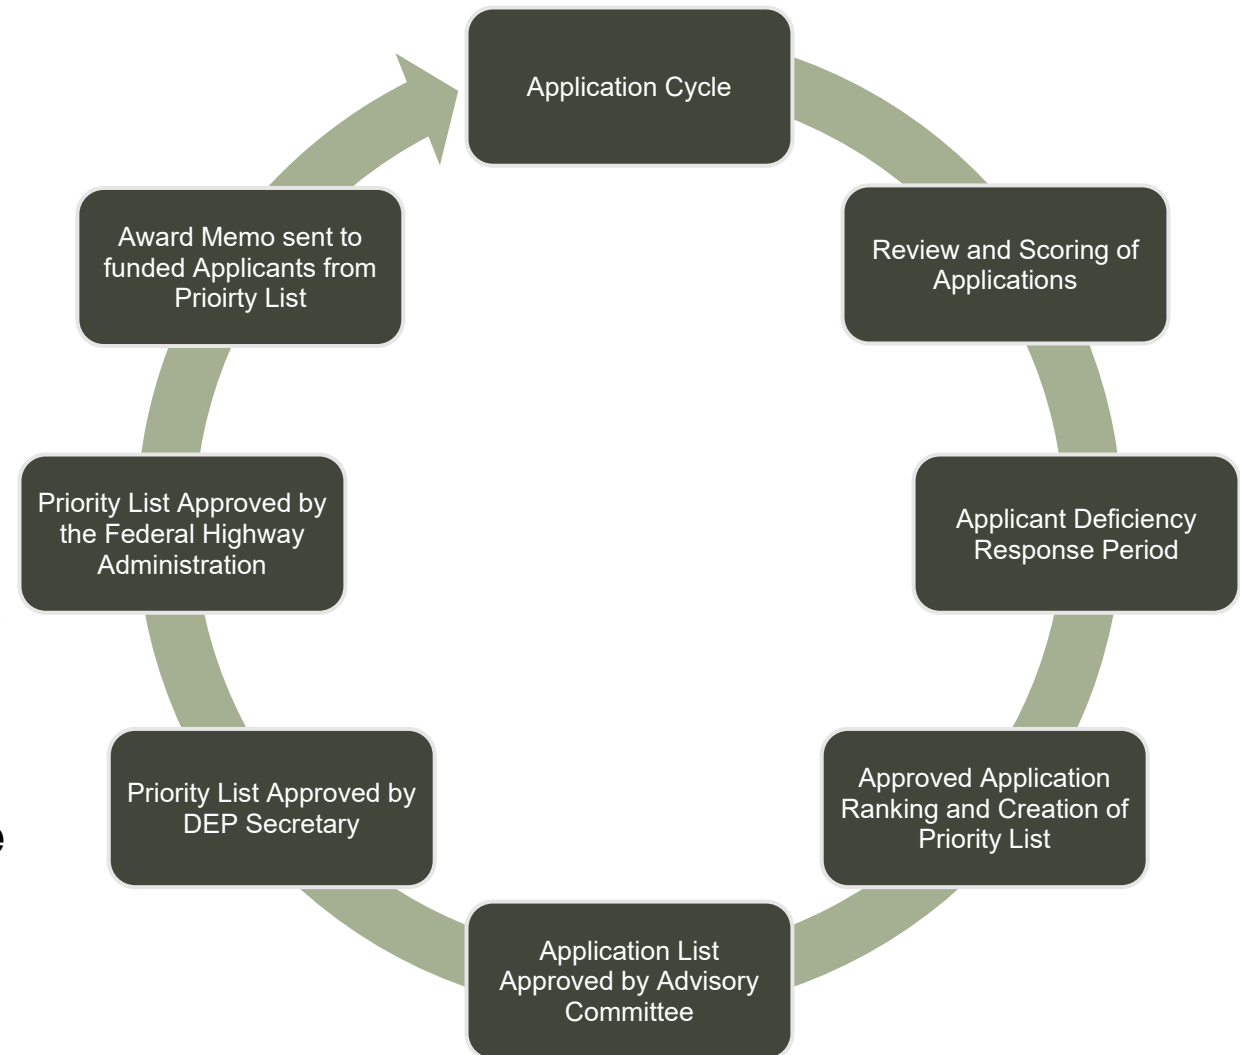 Application Cycle
Review and Scoring of
Applications
Applicant Deficiency
Response Period
Approved Application
Ranking and Creation of
Priority List
Application List
Approved by Advisory
Committee
Priority List Approved by
DEP Secretary
Priority List Approved by
the Federal Highway
Administration
Award Memo sent to
funded Applicants from
Prioirty List
e